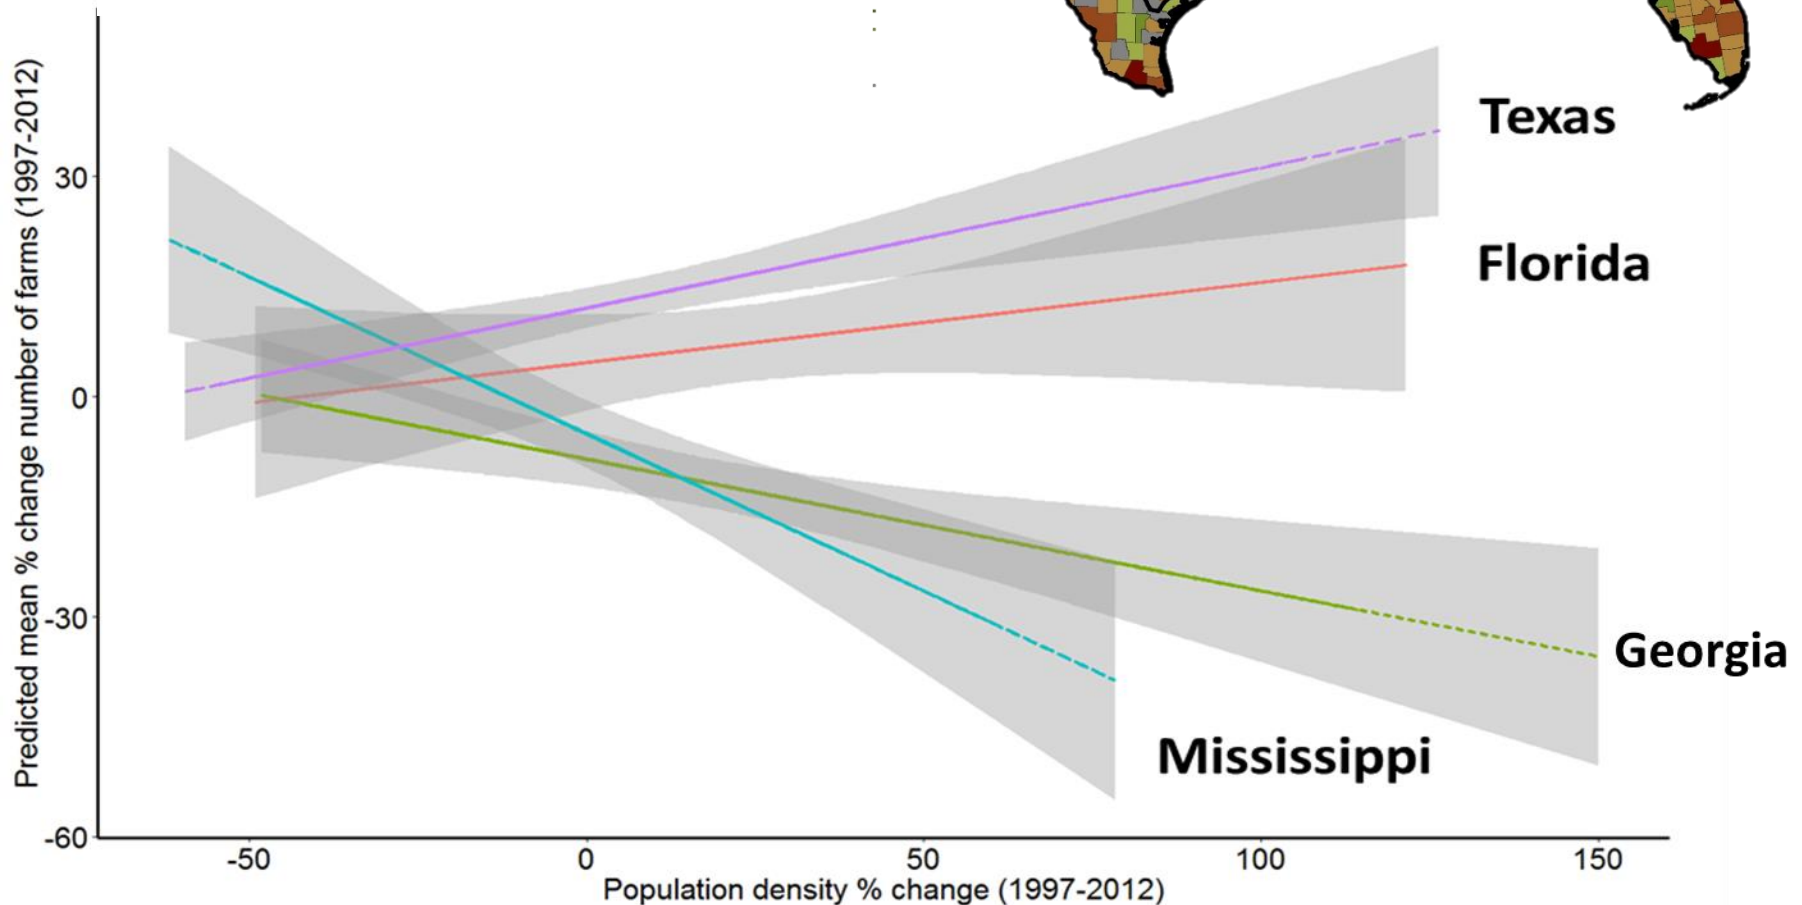 Predicted mean % change number of farms (1997-2012)
30
0
-30
-60
Texas
Florida
Georgia
Mississippi
-50 0 50 100 150
Population density % change (1997-2012)